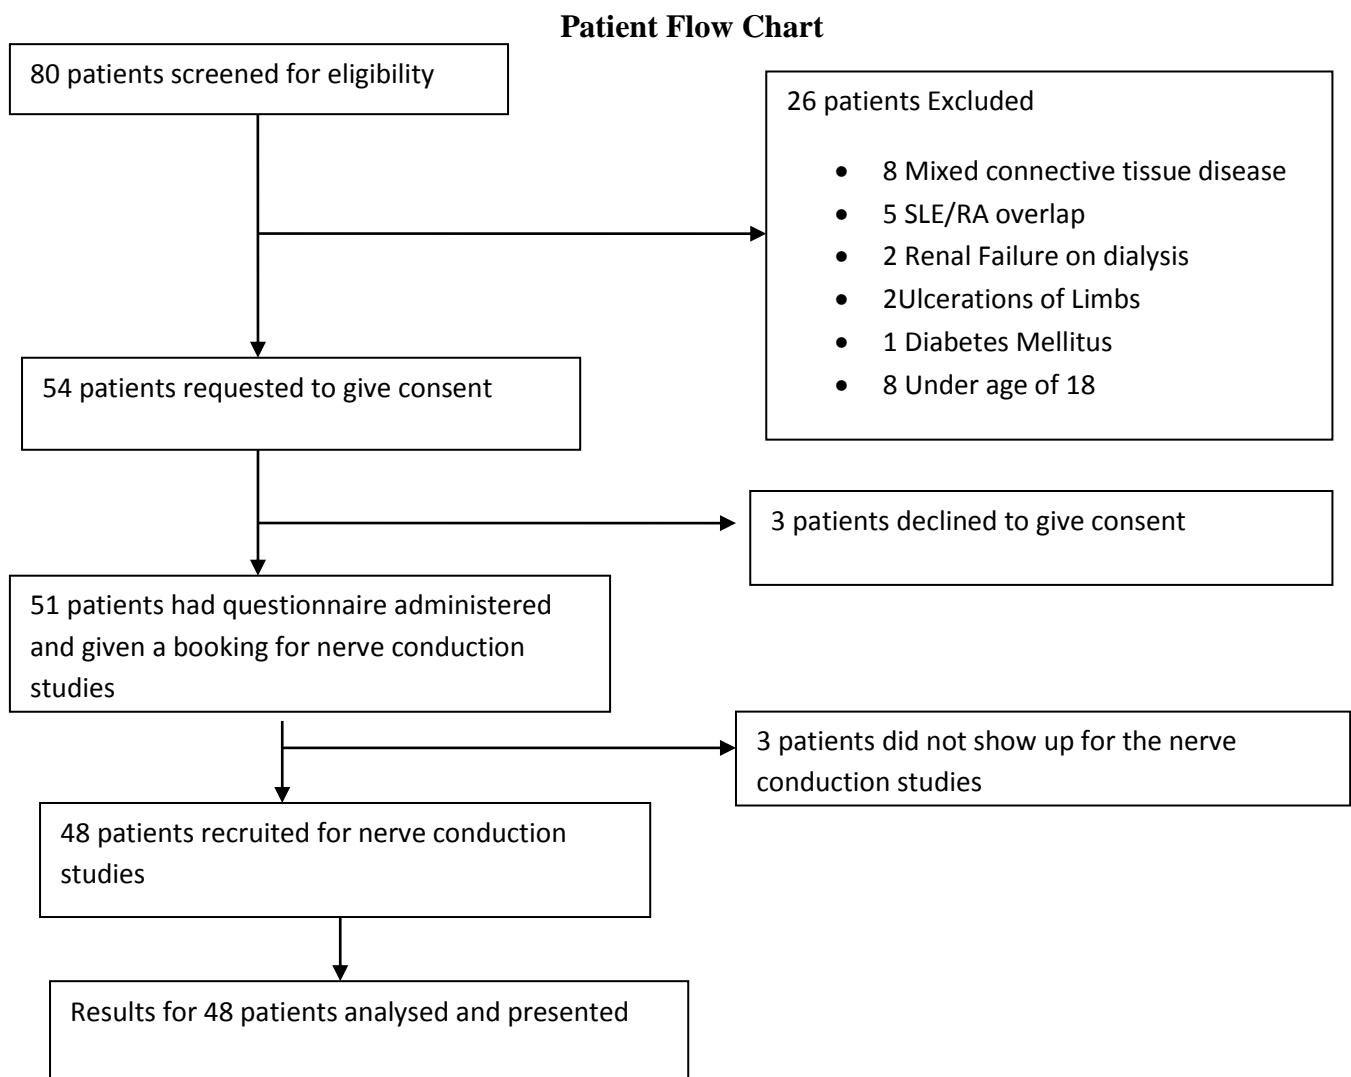 Patient Flow Chart
80 patients screened for eligibility
26 patients Excluded
• 8 Mixed connective tissue disease
• 5 SLE/RA overlap
• 2 Renal Failure on dialysis
• 2Ulcerations of Limbs
• 1 Diabetes Mellitus
• 8 Under age of 18
54 patients requested to give consent
3 patients declined to give consent
51 patients had questionnaire administered
and given a booking for nerve conduction
studies
3 patients did not show up for the nerve
conduction studies
48 patients recruited for nerve conduction
studies
Results for 48 patients analysed and presented